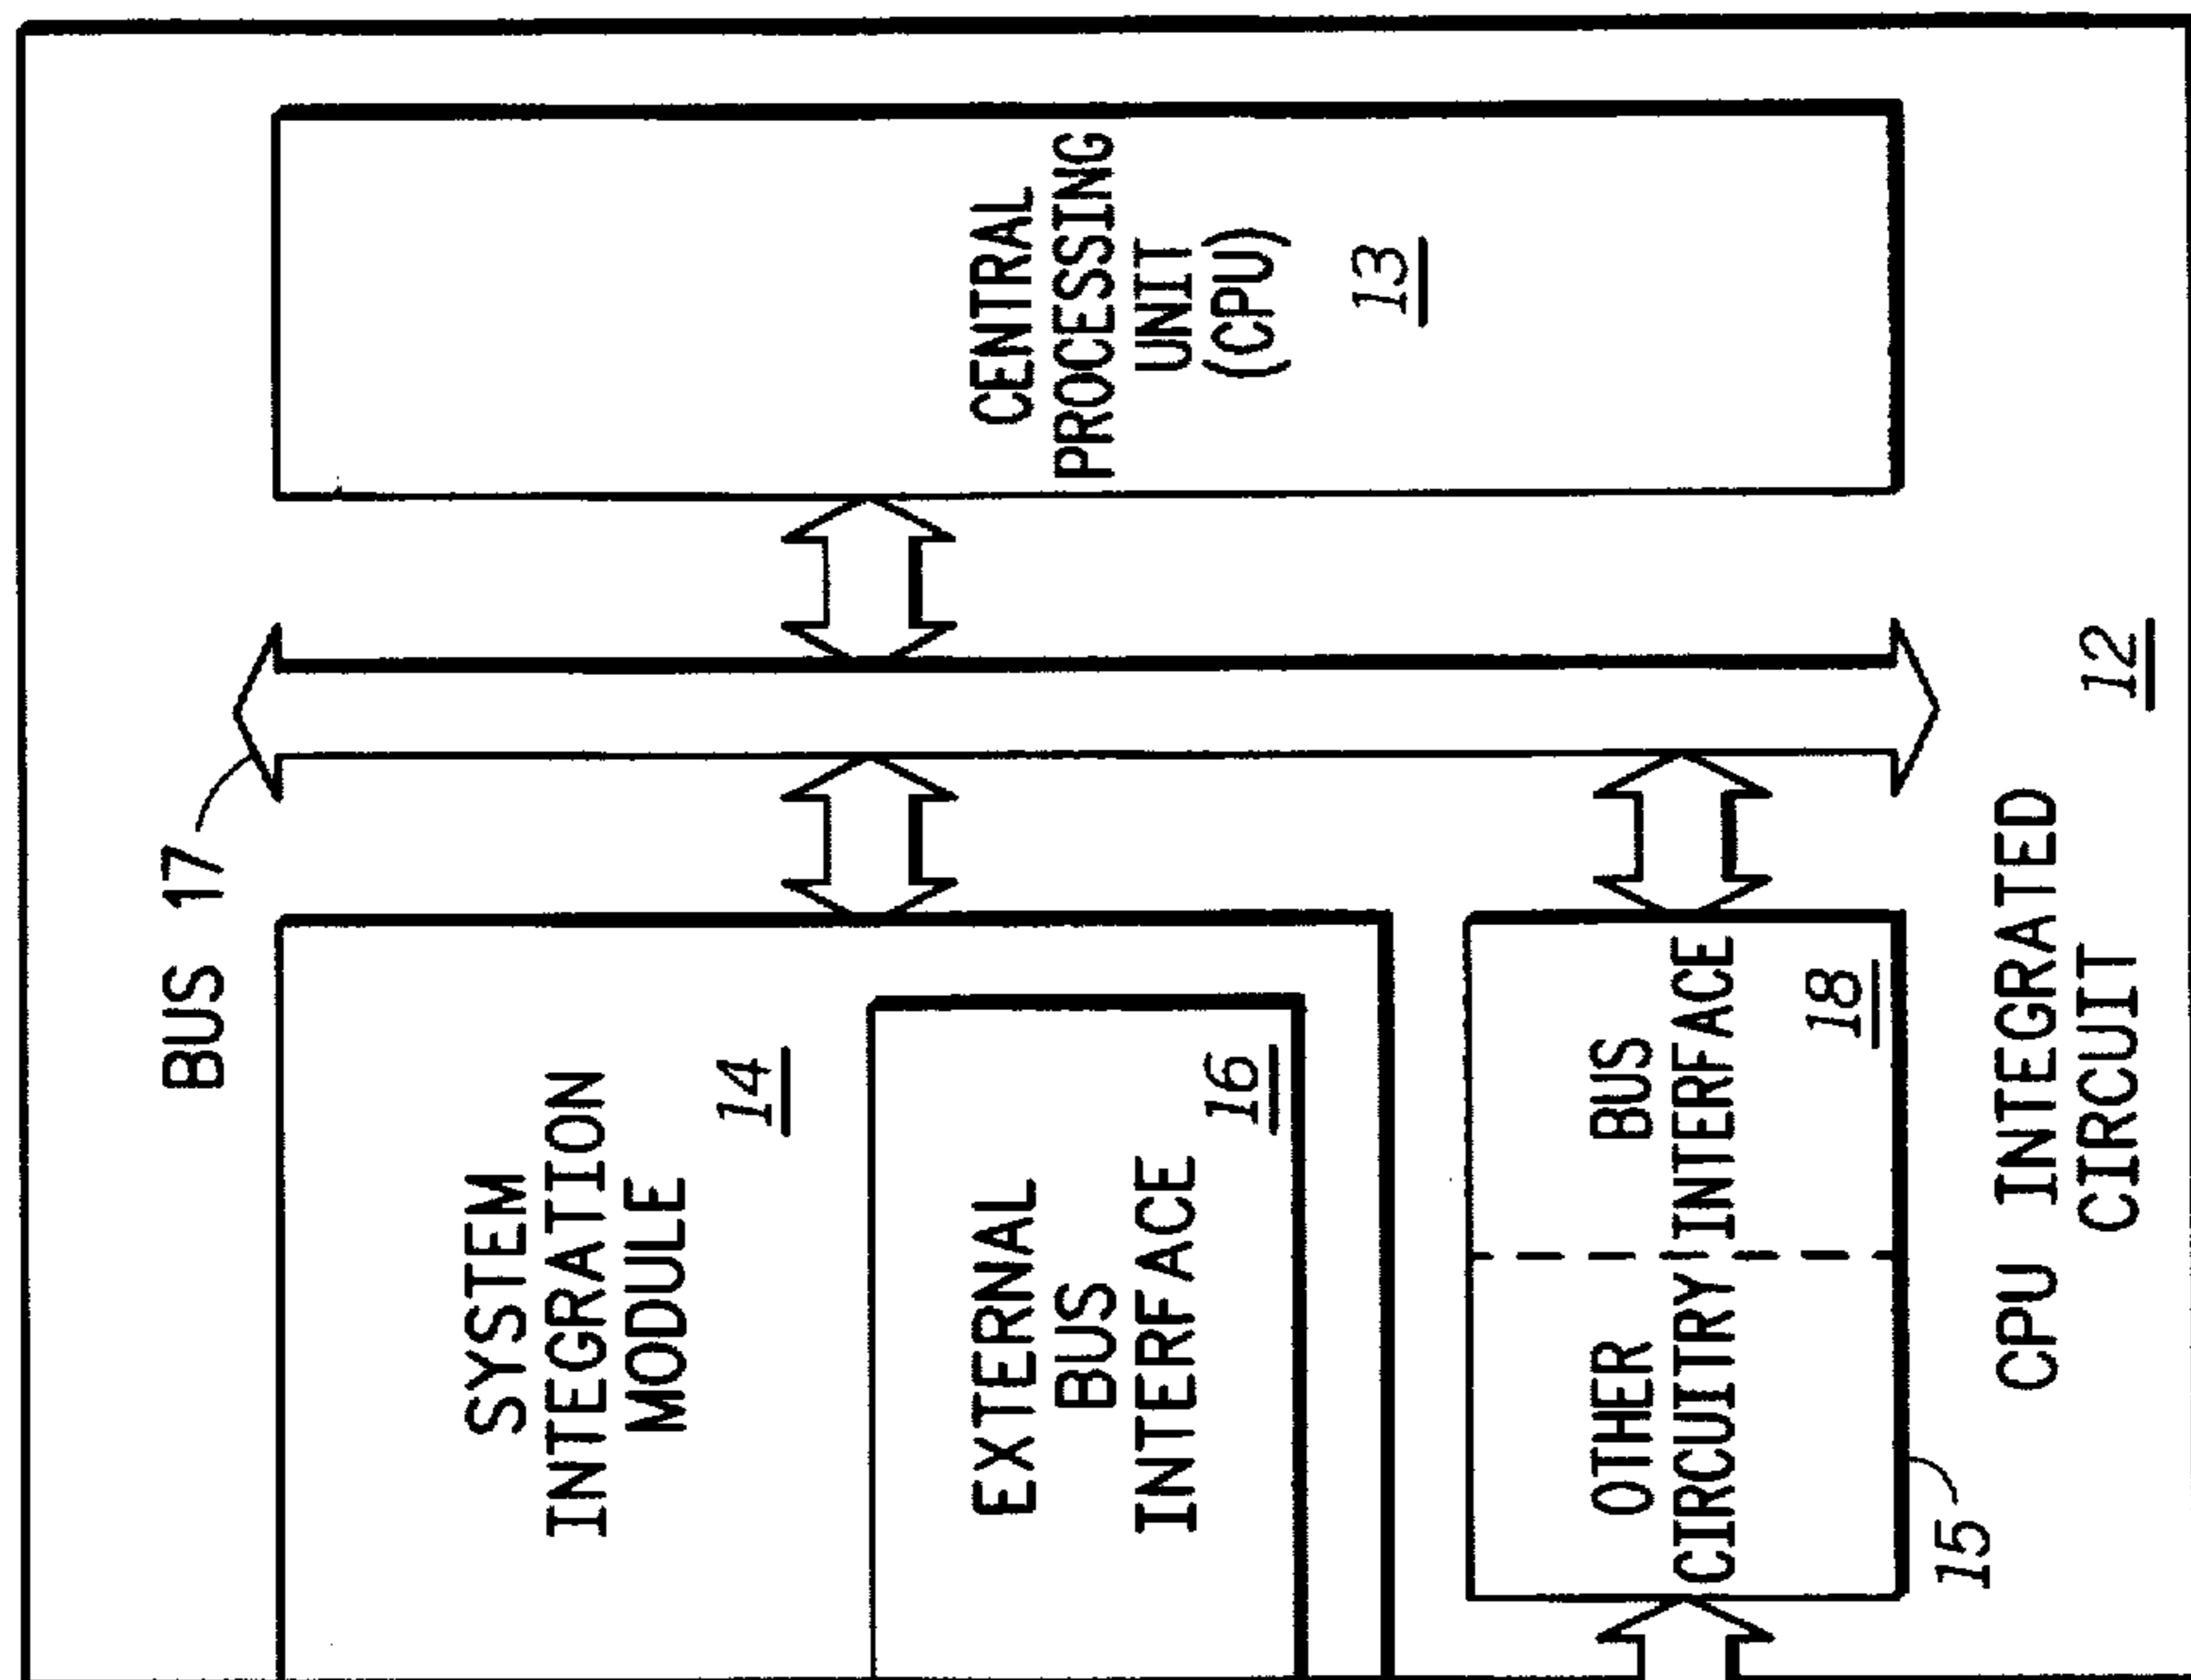 BUS 17
SYSTEM
INTEGRATION
MODULE
14
EXTERNAL
BUS
INTERFACE
16
CENTRAL
PROCESSING
UNIT
(CPU)
13
OTHER
CIRCUITRY
BUS
INTERFACE
18
15
CPU INTEGRATED
CIRCUIT
12